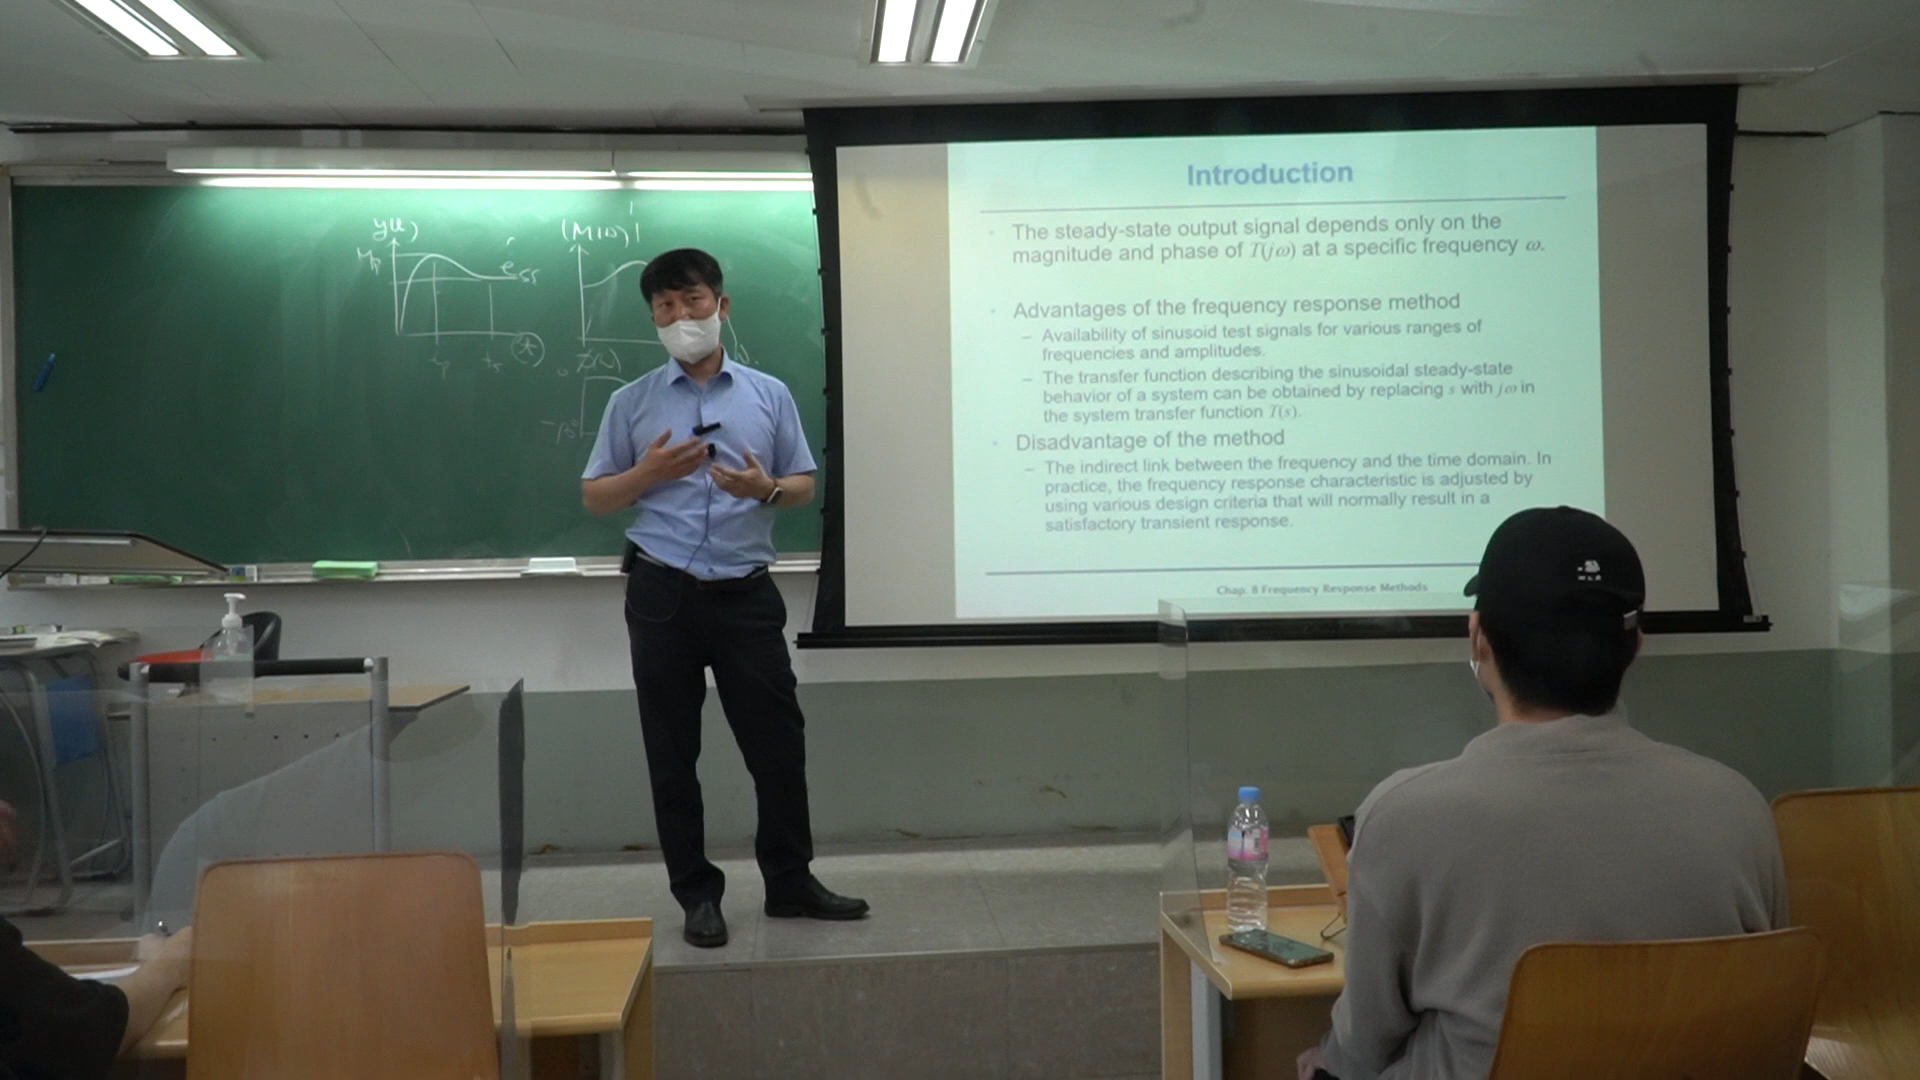 y(t)
Mp
ess
tp
ts
|M(ω)|
0
Introduction
• The steady-state output signal depends only on the
magnitude and phase of T(jω) at a specific frequency ω.
• Advantages of the frequency response method
– Availability of sinusoid test signals for various ranges of
frequencies and amplitudes.
– The transfer function describing the sinusoidal steady-state
behavior of a system can be obtained by replacing s with jω in
the system transfer function T(s).
• Disadvantage of the method
– The indirect link between the frequency and the time domain. In
practice, the frequency response characteristic is adjusted by
using various design criteria that will normally result in a
satisfactory transient response.
Chap. 8 Frequency Response Methods